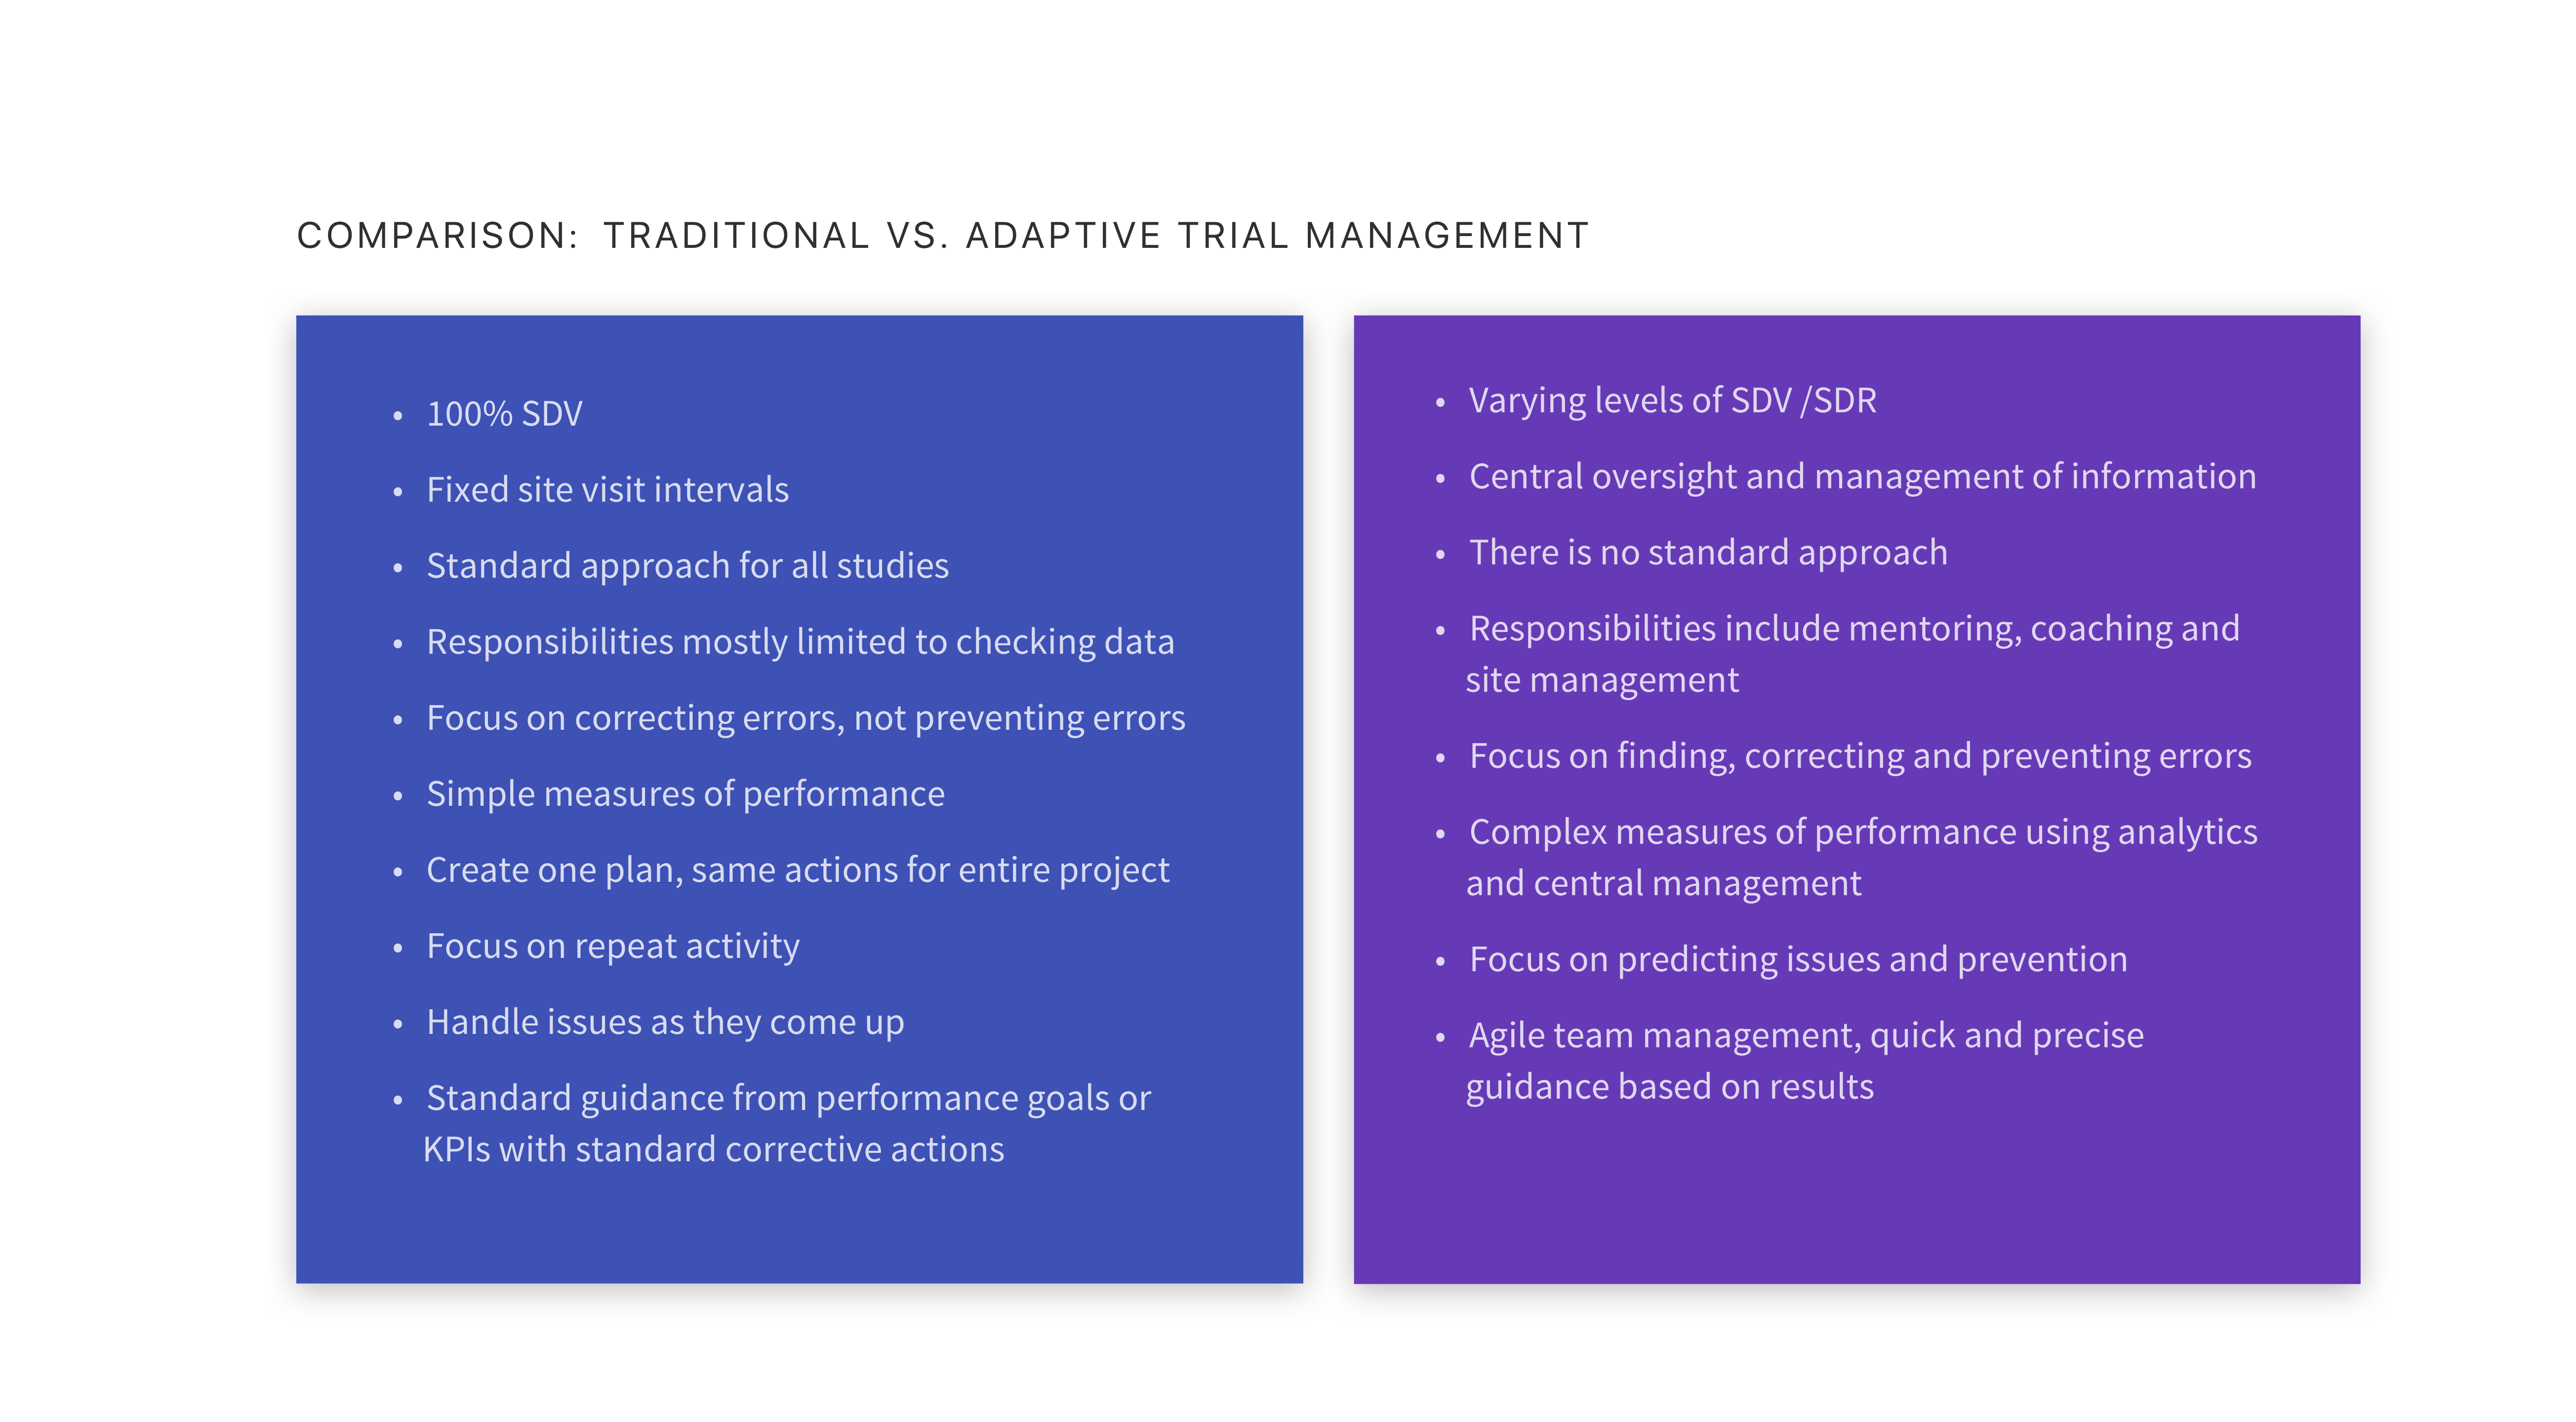 COMPARISON: TRADITIONAL VS. ADAPTIVE TRIAL MANAGEMENT
• 100% SDV
• Fixed site visit intervals
• Standard approach for all studies
• Responsibilities mostly limited to checking data
• Focus on correcting errors, not preventing errors
• Simple measures of performance
• Create one plan, same actions for entire project
• Focus on repeat activity
• Handle issues as they come up
• Standard guidance from performance goals or
KPIs with standard corrective actions
• Varying levels of SDV /SDR
• Central oversight and management of information
• There is no standard approach
• Responsibilities include mentoring, coaching and
site management
• Focus on finding, correcting and preventing errors
• Complex measures of performance using analytics
and central management
• Focus on predicting issues and prevention
• Agile team management, quick and precise
guidance based on results